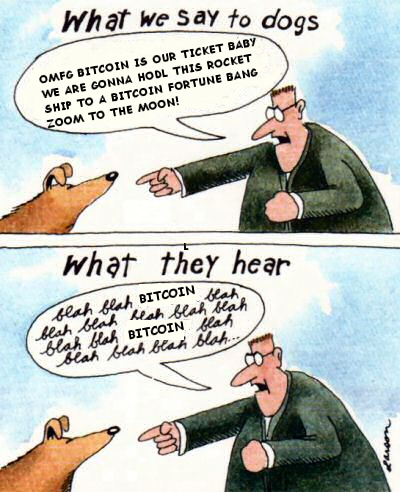 What we say to dogs
OMFG BITCOIN IS OUR TICKET BABY
WE ARE GONNA HODL THIS ROCKET
SHIP TO A BITCOIN FORTUNE BANG
ZOOM TO THE MOON!
L
What they hear
blah blah BITCOIN blah
blah blah blah blah blah
blah blah BITCOIN blah
blah blah blah blah...
Larson